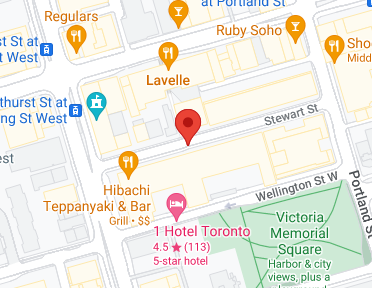 Regulars
at Portland St
Ruby Soho
st St at
t West
Sho
Midd
Lavelle
thurst St at
ng St West
Stewart St
est
Hibachi
Teppanyaki & Bar
Grill • $$
Wellington St W
Portland St
1 Hotel Toronto
4.5 ★ (113)
5-star hotel
Victoria
Memorial
Square
Harbor & city
views, plus a